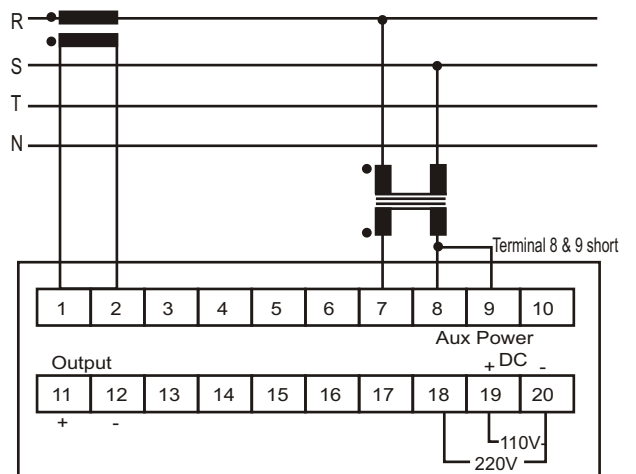 R
S
T
N
Terminal 8 & 9 short
1 2 3 4 5 6 7 8 9 10
Aux Power
Output
+ DC -
11 12 13 14 15 16 17 18 19 20
+ -
110V
220V